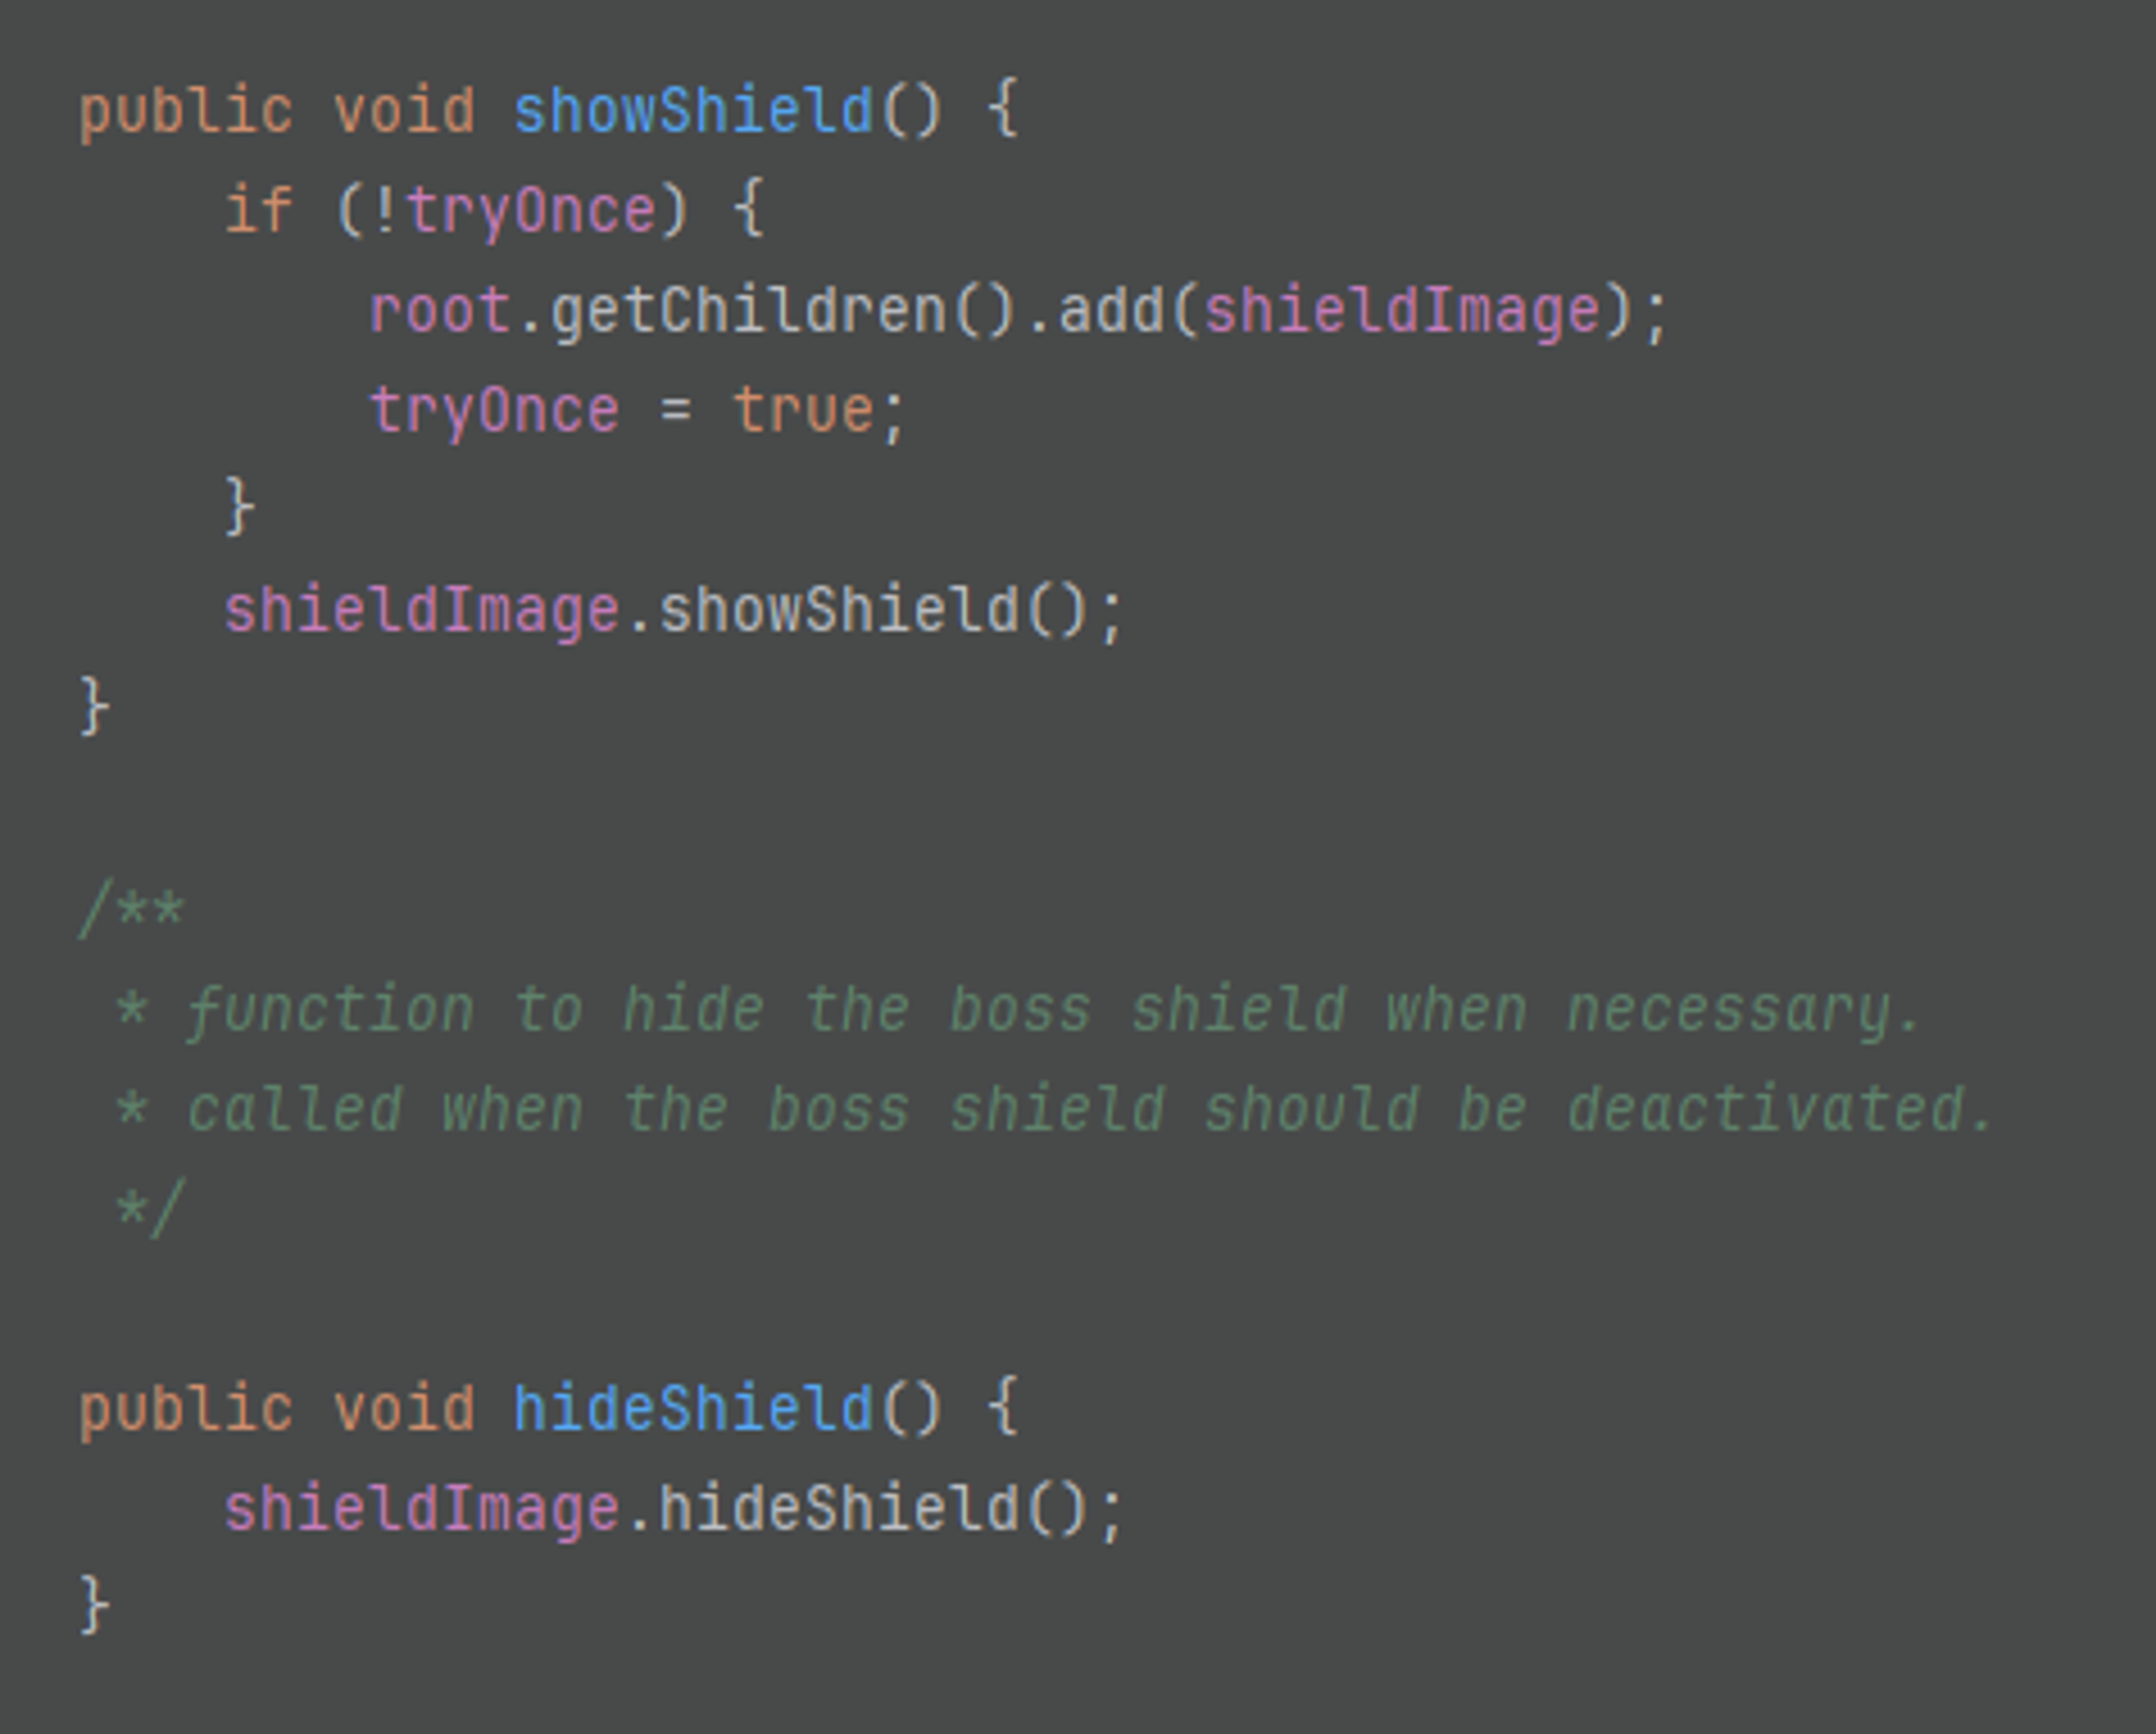 public void showShield() {
    if (!tryOnce) {
        root.getChildren().add(shieldImage);
        tryOnce = true;
    }
    shieldImage.showShield();
}
/**
 * function to hide the boss shield when necessary.
 * called when the boss shield should be deactivated.
 */
public void hideShield() {
    shieldImage.hideShield();
}